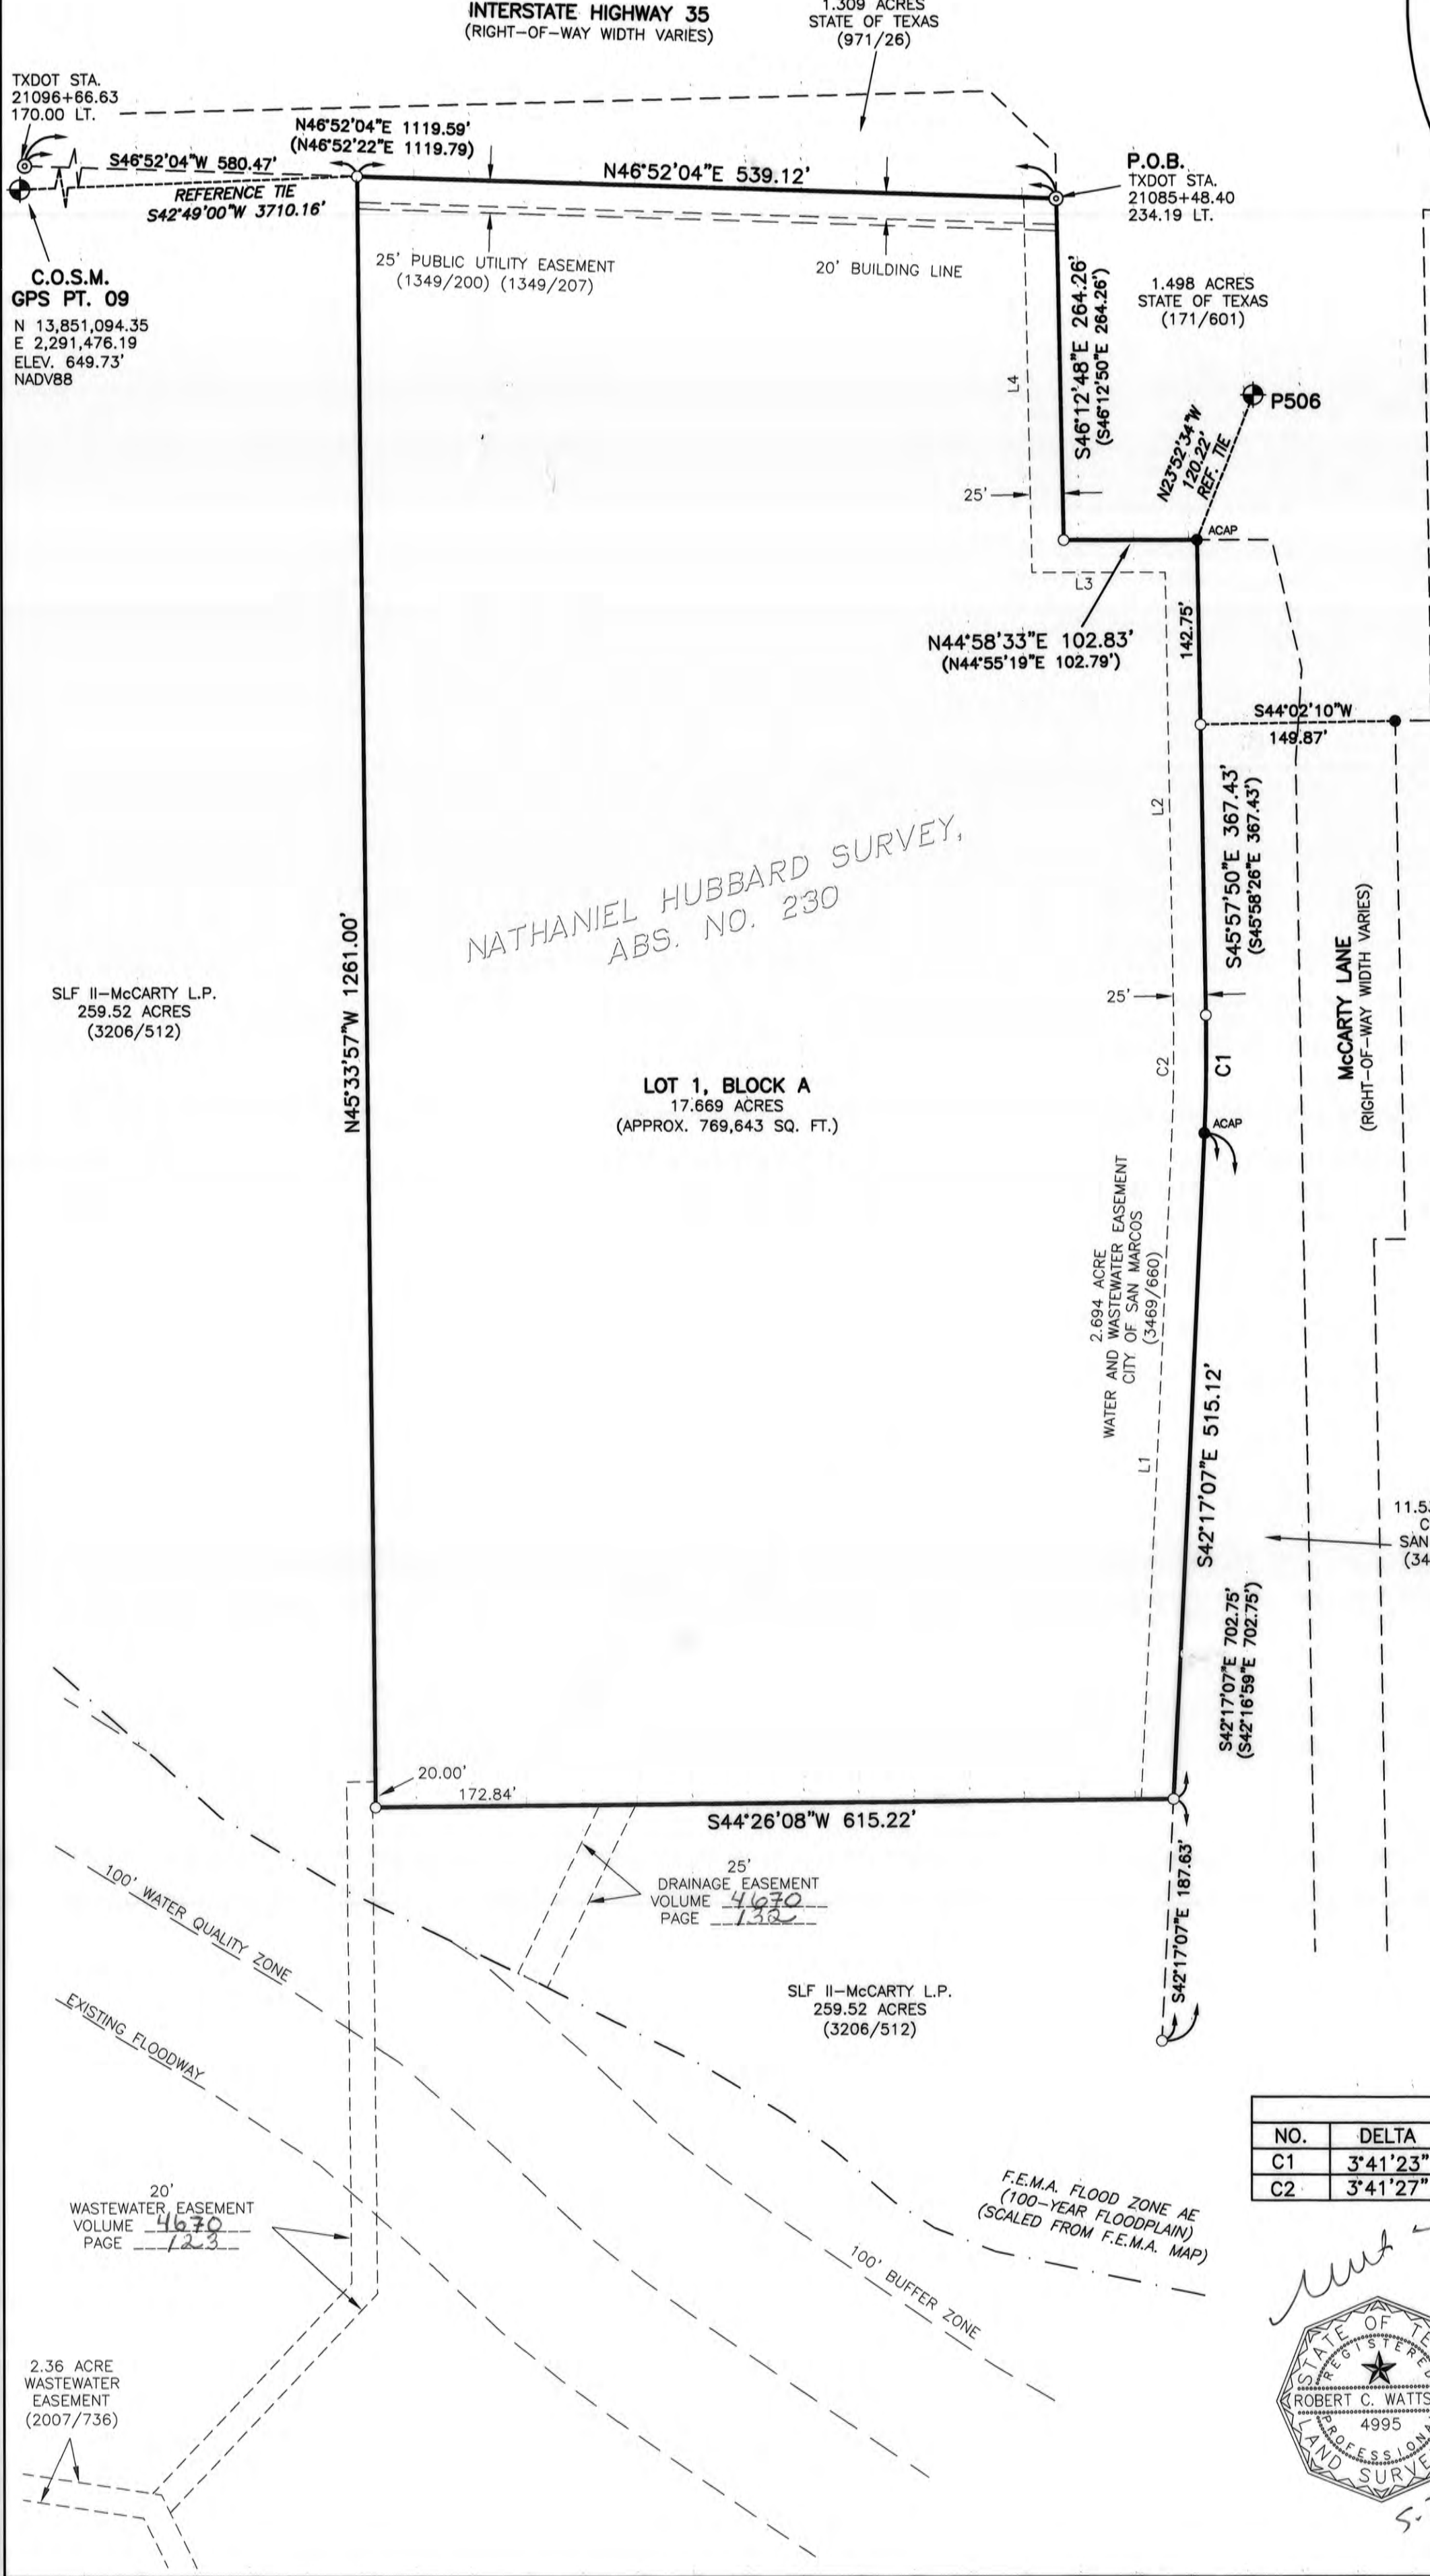 INTERSTATE HIGHWAY 35
(RIGHT-OF-WAY WIDTH VARIES)
1.309 ACRES
STATE OF TEXAS
(971/26)
TXDOT STA.
21096+66.63
170.00 LT.
N46°52'04"E 1119.59'
(N46°52'22"E 1119.79)
S46°52'04"W 580.47'
REFERENCE TIE
S42°49'00"W 3710.16'
N46°52'04"E 539.12'
P.O.B.
TXDOT STA.
21085+48.40
234.19 LT.
C.O.S.M.
GPS PT. 09
N 13,851,094.35
E 2,291,476.19
ELEV. 649.73'
NADV88
25' PUBLIC UTILITY EASEMENT
(1349/200) (1349/207)
20' BUILDING LINE
S46°12'48"E 264.26'
(S46°12'50"E 264.26')
1.498 ACRES
STATE OF TEXAS
(171/601)
L4
P506
N23°52'34"W
120.22'
REF. TIE
25'
ACAP
L3
N44°58'33"E 102.83'
(N44°55'19"E 102.79')
142.75'
S44°02'10"W
149.87'
L2
S45°57'50"E 367.43'
(S45°58'26"E 367.43')
NATHANIEL HUBBARD SURVEY,
ABS. NO. 230
N45°33'57"W 1261.00'
SLF II-McCARTY L.P.
259.52 ACRES
(3206/512)
25'
McCARTY LANE
(RIGHT-OF-WAY WIDTH VARIES)
C2
C1
LOT 1, BLOCK A
17.669 ACRES
(APPROX. 769,643 SQ. FT.)
ACAP
2.694 ACRE
WATER AND WASTEWATER EASEMENT
CITY OF SAN MARCOS
(3469/660)
L1
S42°17'07"E 515.12'
11.5
C
SAN
(34
S42°17'07"E 702.75'
(S42°16'59"E 702.75')
20.00'
172.84'
S44°26'08"W 615.22'
25'
DRAINAGE EASEMENT
VOLUME 4670
PAGE 132
S42°17'07"E 187.63'
100' WATER QUALITY ZONE
EXISTING FLOODWAY
SLF II-McCARTY L.P.
259.52 ACRES
(3206/512)
NO. DELTA
C1 3°41'23"
C2 3°41'27"
20'
WASTEWATER EASEMENT
VOLUME 4670
PAGE 123
F.E.M.A. FLOOD ZONE AE
(100-YEAR FLOODPLAIN)
(SCALED FROM F.E.M.A. MAP)
100' BUFFER ZONE
2.36 ACRE
WASTEWATER
EASEMENT
(2007/736)
STATE OF TE
REGISTERED
ROBERT C. WATTS
4995
PROFESSIONA
LAND SURVE